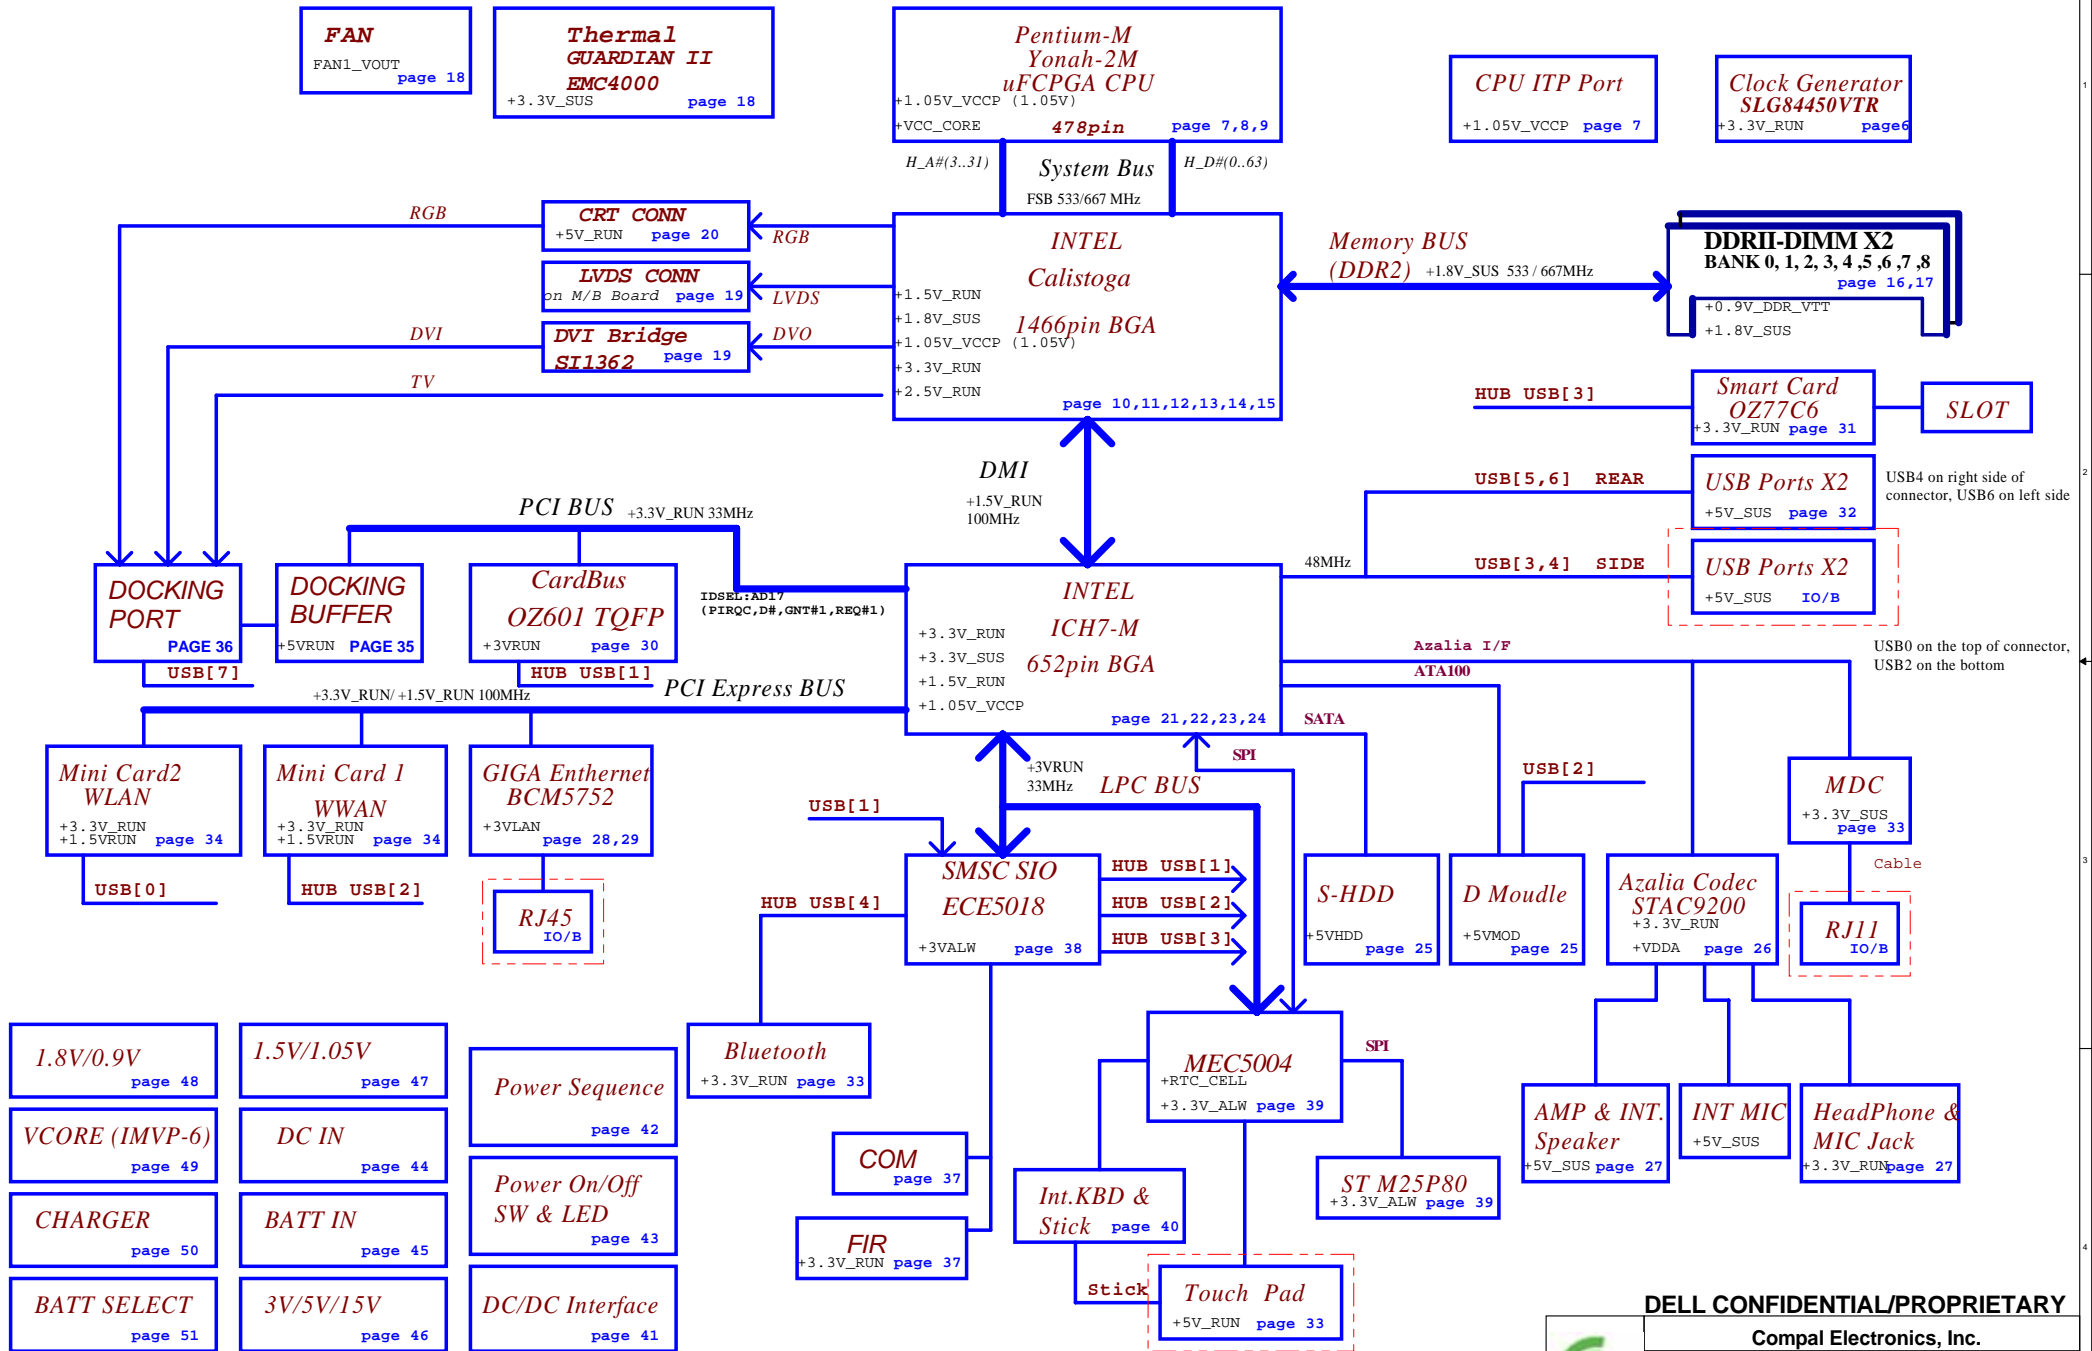 FAN
FAN1_VOUT
page 18
Thermal
GUARDIAN II
EMC4000
+3.3V_SUS
page 18
Pentium-M
Yonah-2M
uFCPGA CPU
+1.05V_VCCP (1.05V)
+VCC_CORE
478pin
page 7,8,9
CPU ITP Port
+1.05V_VCCP page 7
Clock Generator
SLG84450VTR
+3.3V_RUN
page6
1
H_A#(3..31)
System Bus
H_D#(0..63)
FSB 533/667 MHz
RGB
CRT CONN
+5V_RUN page 20
RGB
LVDS CONN
on M/B Board page 19
LVDS
DVI
DVI Bridge
SI1362
page 19
DVO
TV
INTEL
Calistoga
1466pin BGA
+1.5V_RUN
+1.8V_SUS
+1.05V_VCCP (1.05V)
+3.3V_RUN
+2.5V_RUN
page 10,11,12,13,14,15
Memory BUS
(DDR2)
+1.8V_SUS 533 / 667MHz
DDRII-DIMM X2
BANK 0, 1, 2, 3, 4 ,5 ,6 ,7 ,8
page 16,17
+0.9V_DDR_VTT
+1.8V_SUS
HUB USB[3]
Smart Card
OZ77C6
+3.3V_RUN page 31
SLOT
DMI
+1.5V_RUN
100MHz
USB[5,6] REAR
USB Ports X2
+5V_SUS page 32
USB4 on right side of
connector, USB6 on left side
2
PCI BUS
+3.3V_RUN 33MHz
48MHz
USB[3,4] SIDE
USB Ports X2
+5V_SUS IO/B
DOCKING
PORT
PAGE 36
DOCKING
BUFFER
+5VRUN PAGE 35
CardBus
OZ601 TQFP
+3VRUN page 30
IDSEL:AD17
(PIRQC,D#,GNT#1,REQ#1)
INTEL
ICH7-M
652pin BGA
+3.3V_RUN
+3.3V_SUS
+1.5V_RUN
+1.05V_VCCP
page 21,22,23,24
Azalia I/F
ATA100
USB0 on the top of connector,
USB2 on the bottom
USB[7]
HUB USB[1]
+3.3V_RUN/ +1.5V_RUN 100MHz
PCI Express BUS
SATA
SPI
Mini Card2
WLAN
+3.3V_RUN
+1.5VRUN page 34
USB[0]
Mini Card 1
WWAN
+3.3V_RUN
+1.5VRUN page 34
HUB USB[2]
GIGA Enthernet
BCM5752
+3VLAN
page 28,29
RJ45
IO/B
+3VRUN
33MHz
LPC BUS
USB[1]
USB[2]
MDC
+3.3V_SUS
page 33
HUB USB[4]
SMSC SIO
ECE5018
+3VALW page 38
HUB USB[1]
HUB USB[2]
HUB USB[3]
S-HDD
+5VHDD
page 25
D Moudle
+5VMOD
page 25
Azalia Codec
STAC9200
+3.3V_RUN
+VDDA page 26
Cable
RJ11
IO/B
3
1.8V/0.9V
page 48
1.5V/1.05V
page 47
Power Sequence
page 42
Bluetooth
+3.3V_RUN page 33
MEC5004
+RTC_CELL
+3.3V_ALW page 39
SPI
AMP & INT.
Speaker
+5V_SUS page 27
INT MIC
+5V_SUS
HeadPhone &
MIC Jack
+3.3V_RUN page 27
VCORE (IMVP-6)
page 49
DC IN
page 44
COM
page 37
Power On/Off
SW & LED
page 43
Int.KBD &
Stick page 40
ST M25P80
+3.3V_ALW page 39
CHARGER
page 50
BATT IN
page 45
FIR
+3.3V_RUN page 37
4
Stick
Touch Pad
+5V_RUN page 33
BATT SELECT
page 51
3V/5V/15V
page 46
DC/DC Interface
page 41
DELL CONFIDENTIAL/PROPRIETARY
Compal Electronics, Inc.